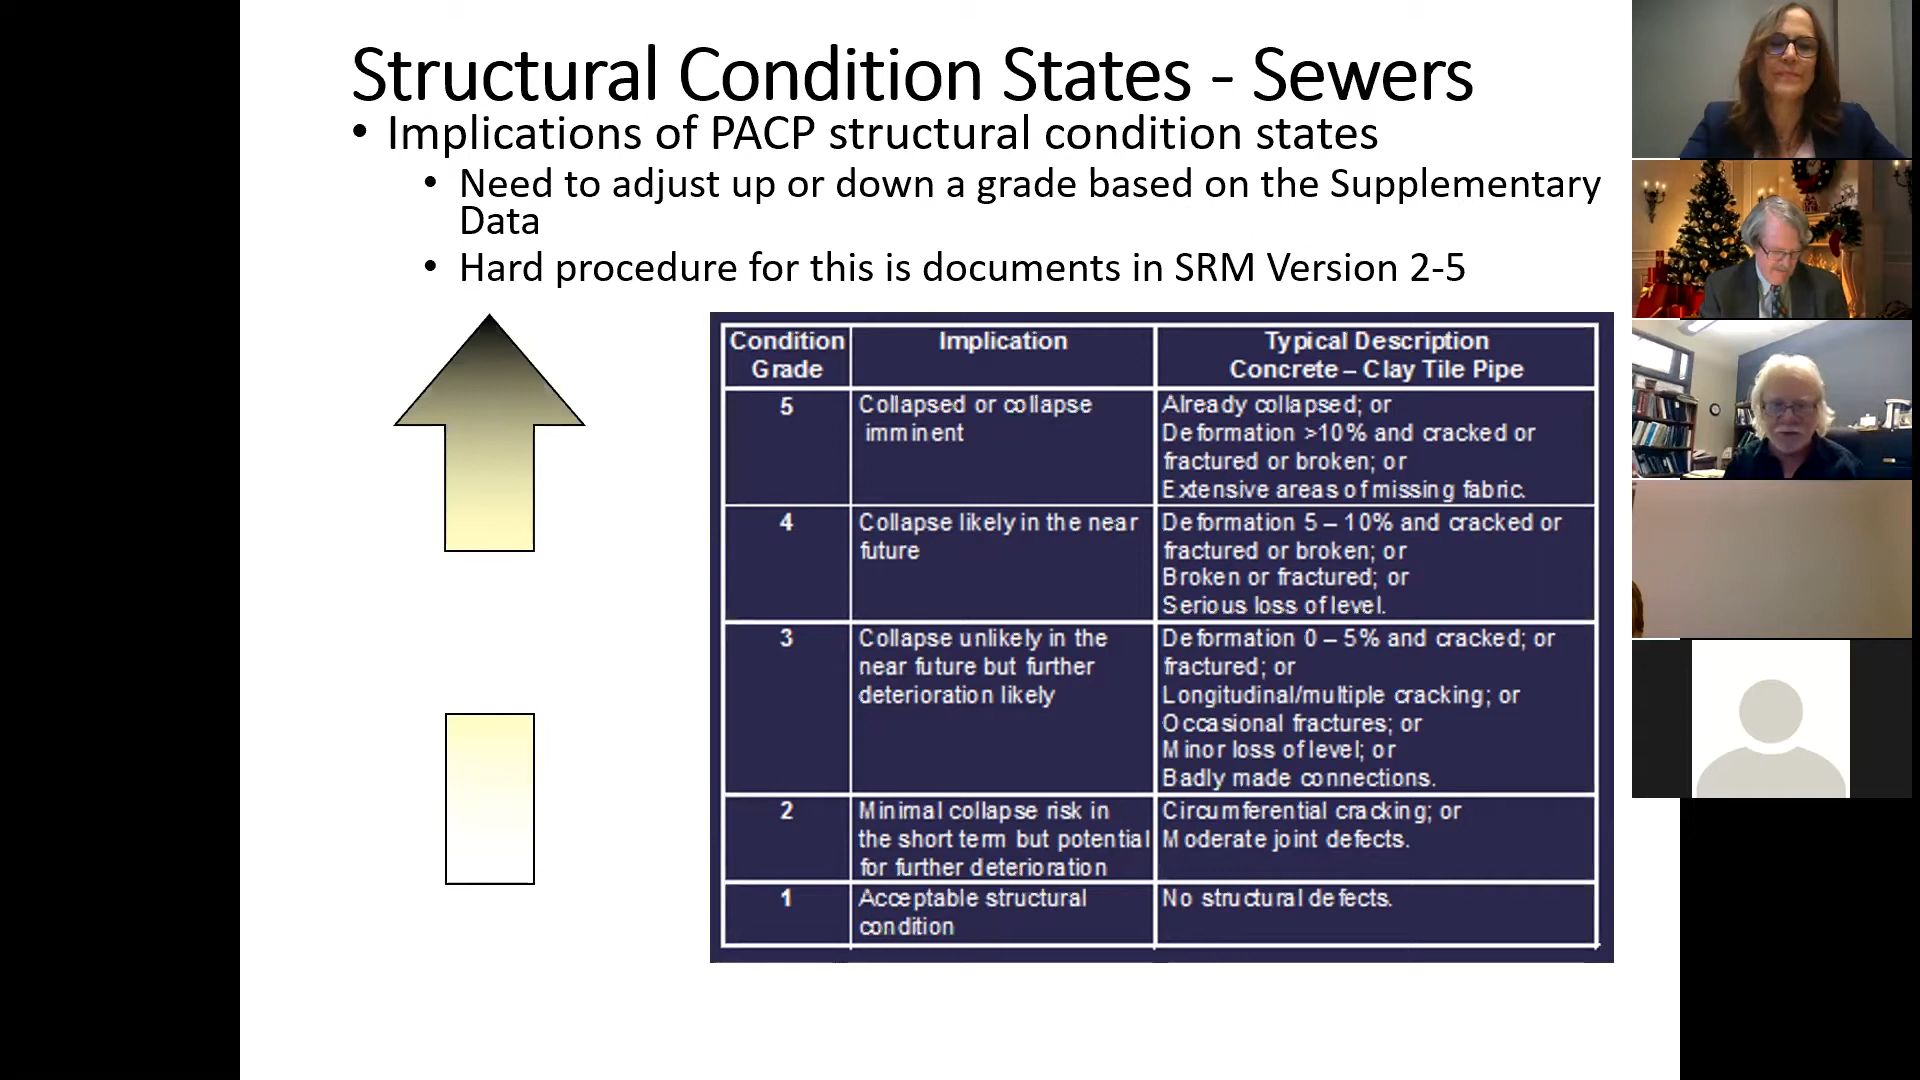 Structural Condition States - Sewers
• Implications of PACP structural condition states
• Need to adjust up or down a grade based on the Supplementary
Data
• Hard procedure for this is documents in SRM Version 2-5
Condition
Grade
Implication
Typical Description
Concrete – Clay Tile Pipe
5
Collapsed or collapse
imminent
Already collapsed; or
Deformation >10% and cracked or
fractured or broken; or
Extensive areas of missing fabric.
4
Collapse likely in the near
future
Deformation 5 – 10% and cracked or
fractured or broken; or
Broken or fractured; or
Serious loss of level.
3
Collapse unlikely in the
near future but further
deterioration likely
Deformation 0 – 5% and cracked; or
fractured; or
Longitudinal/multiple cracking; or
Occasional fractures; or
Minor loss of level; or
Badly made connections.
2
Minimal collapse risk in
the short term but potential
for further deterioration
Circumferential cracking; or
Moderate joint defects.
1
Acceptable structural
condition
No structural defects.